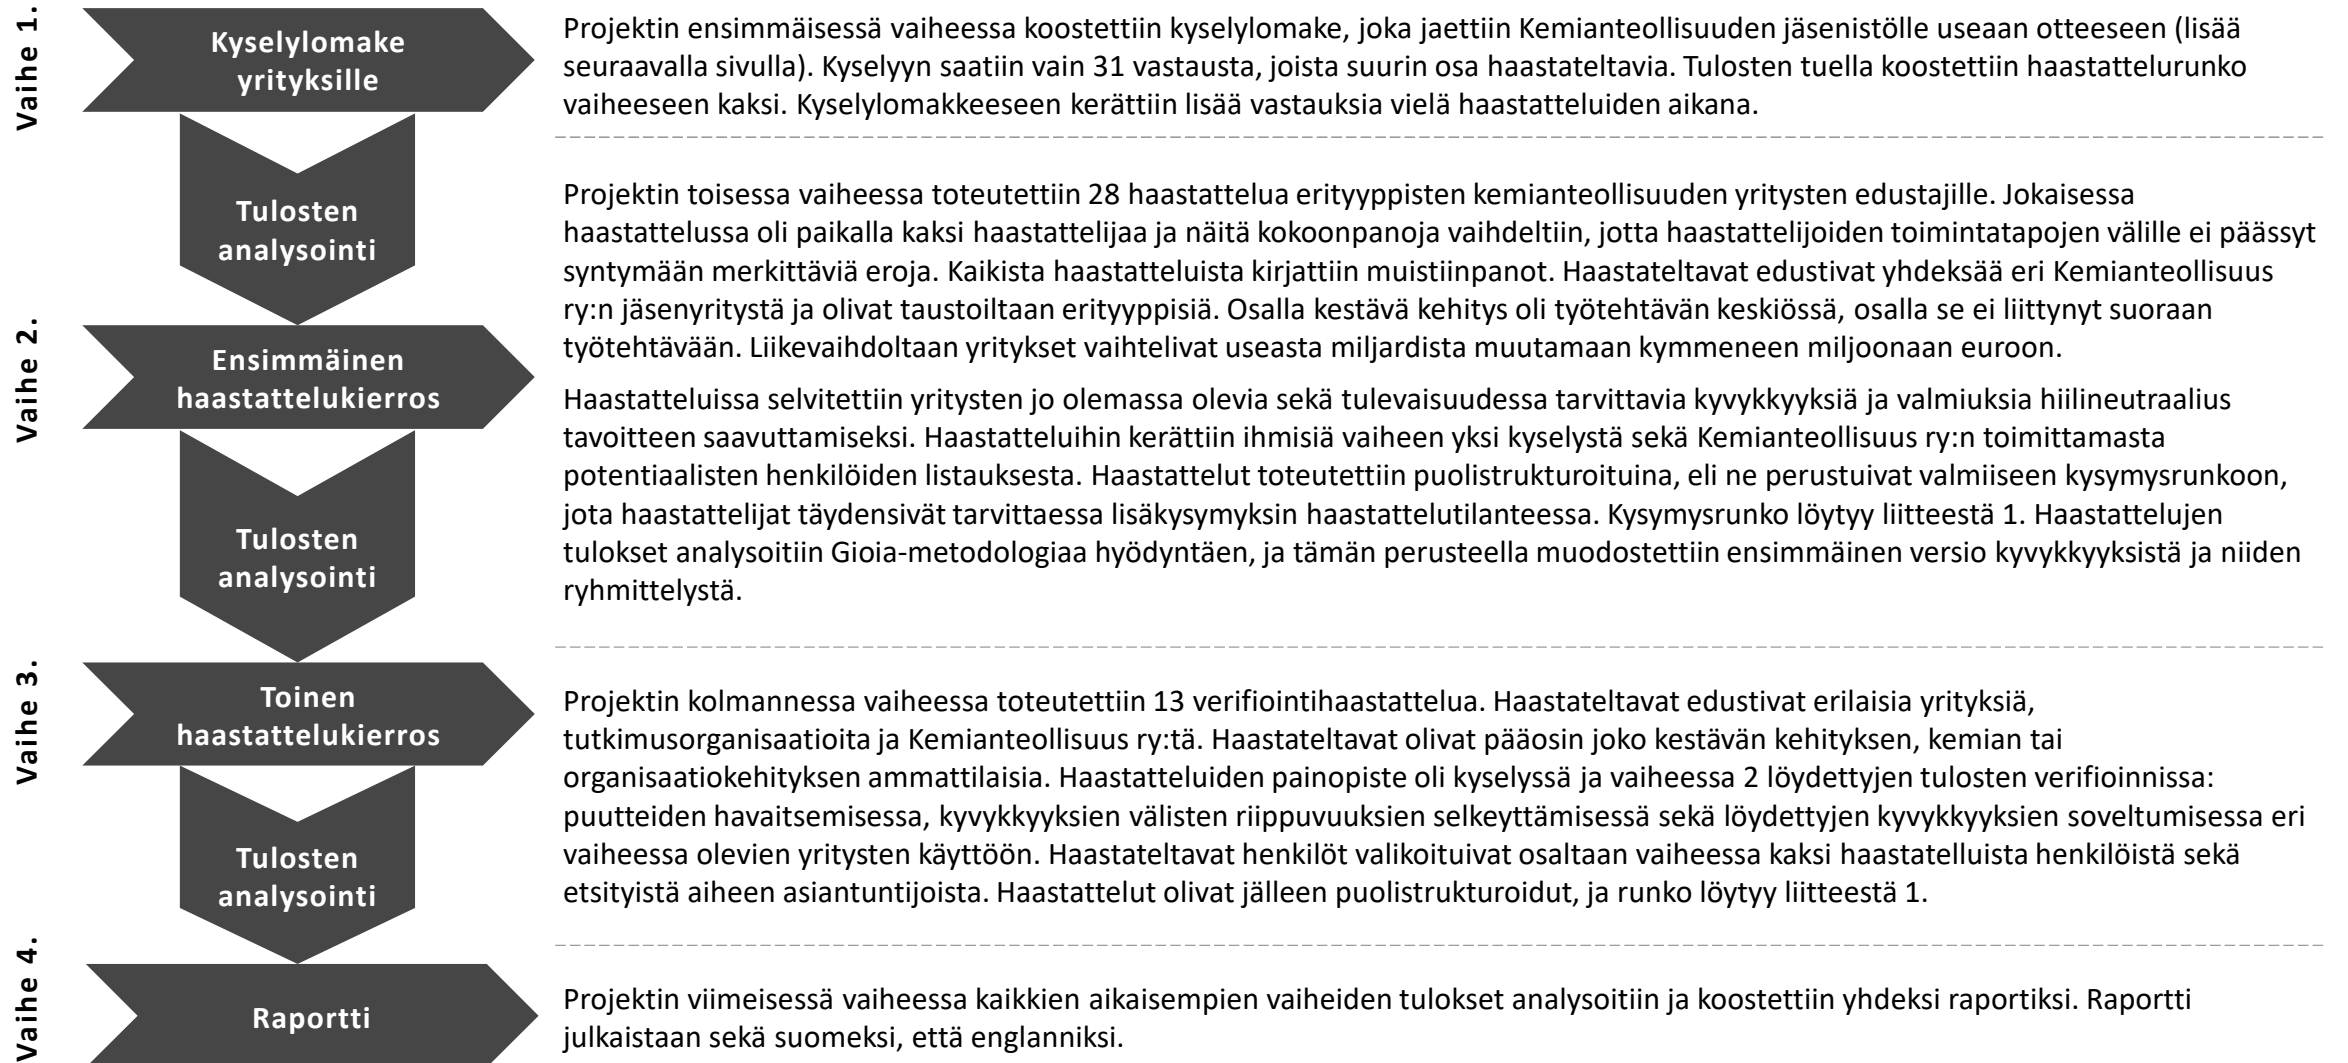 Vaihe 1.
Kyselylomake
yrityksille
Projektin ensimmäisessä vaiheessa koostettiin kyselylomake, joka jaettiin Kemianteollisuuden jäsenistölle useaan otteeseen (lisää
seuraavalla sivulla). Kyselyyn saatiin vain 31 vastausta, joista suurin osa haastateltavia. Tulosten tuella koostettiin haastattelurunko
vaiheeseen kaksi. Kyselylomakkeeseen kerättiin lisää vastauksia vielä haastatteluiden aikana.
Tulosten
analysointi
Vaihe 2.
Ensimmäinen
haastattelukierros
Projektin toisessa vaiheessa toteutettiin 28 haastattelua erityyppisten kemianteollisuuden yritysten edustajille. Jokaisessa
haastattelussa oli paikalla kaksi haastattelijaa ja näitä kokoonpanoja vaihdeltiin, jotta haastattelijoiden toimintatapojen välille ei päässyt
syntymään merkittäviä eroja. Kaikista haastatteluista kirjattiin muistiinpanot. Haastateltavat edustivat yhdeksää eri Kemianteollisuus
ry:n jäsenyritystä ja olivat taustoiltaan erityyppisiä. Osalla kestävä kehitys oli työtehtävän keskiössä, osalla se ei liittynyt suoraan
työtehtävään. Liikevaihdoltaan yritykset vaihtelivat useasta miljardista muutamaan kymmeneen miljoonaan euroon.
Haastatteluissa selvitettiin yritysten jo olemassa olevia sekä tulevaisuudessa tarvittavia kyvykkyyksiä ja valmiuksia hiilineutraalius
tavoitteen saavuttamiseksi. Haastatteluihin kerättiin ihmisiä vaiheen yksi kyselystä sekä Kemianteollisuus ry:n toimittamasta
potentiaalisten henkilöiden listauksesta. Haastattelut toteutettiin puolistrukturoituina, eli ne perustuivat valmiiseen kysymysrunkoon,
jota haastattelijat täydensivät tarvittaessa lisäkysymyksin haastattelutilanteessa. Kysymysrunko löytyy liitteestä 1. Haastattelujen
tulokset analysoitiin Gioia-metodologiaa hyödyntäen, ja tämän perusteella muodostettiin ensimmäinen versio kyvykkyyksistä ja niiden
ryhmittelystä.
Tulosten
analysointi
Vaihe 3.
Toinen
haastattelukierros
Projektin kolmannessa vaiheessa toteutettiin 13 verifiointihaastattelua. Haastateltavat edustivat erilaisia yrityksiä,
tutkimusorganisaatioita ja Kemianteollisuus ry:tä. Haastateltavat olivat pääosin joko kestävän kehityksen, kemian tai
organisaatiokehityksen ammattilaisia. Haastatteluiden painopiste oli kyselyssä ja vaiheessa 2 löydettyjen tulosten verifioinnissa:
puutteiden havaitsemisessa, kyvykkyyksien välisten riippuvuuksien selkeyttämisessä sekä löydettyjen kyvykkyyksien soveltumisessa eri
vaiheessa olevien yritysten käyttöön. Haastateltavat henkilöt valikoituivat osaltaan vaiheessa kaksi haastatelluista henkilöistä sekä
etsityistä aiheen asiantuntijoista. Haastattelut olivat jälleen puolistrukturoidut, ja runko löytyy liitteestä 1.
Tulosten
analysointi
Vaihe 4.
Raportti
Projektin viimeisessä vaiheessa kaikkien aikaisempien vaiheiden tulokset analysoitiin ja koostettiin yhdeksi raportiksi. Raportti
julkaistaan sekä suomeksi, että englanniksi.